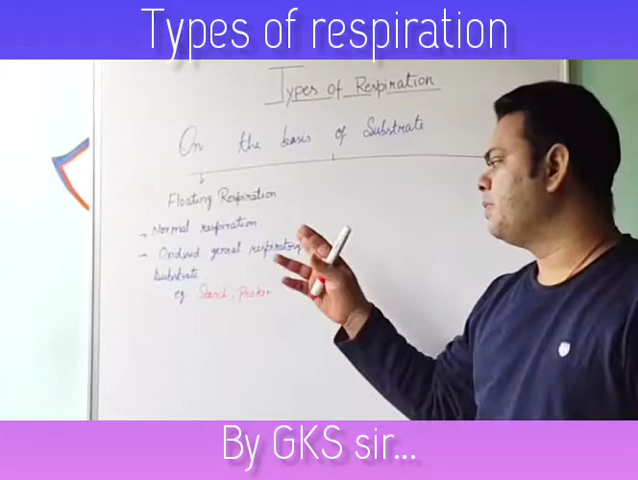 Types of respiration
Types of Respiration
On the basis of Substrate
Floating Respiration
→ Normal respiration
→ Oxidised genral respiratory
Substrate
eg Starch, Protein
By GKS sir...